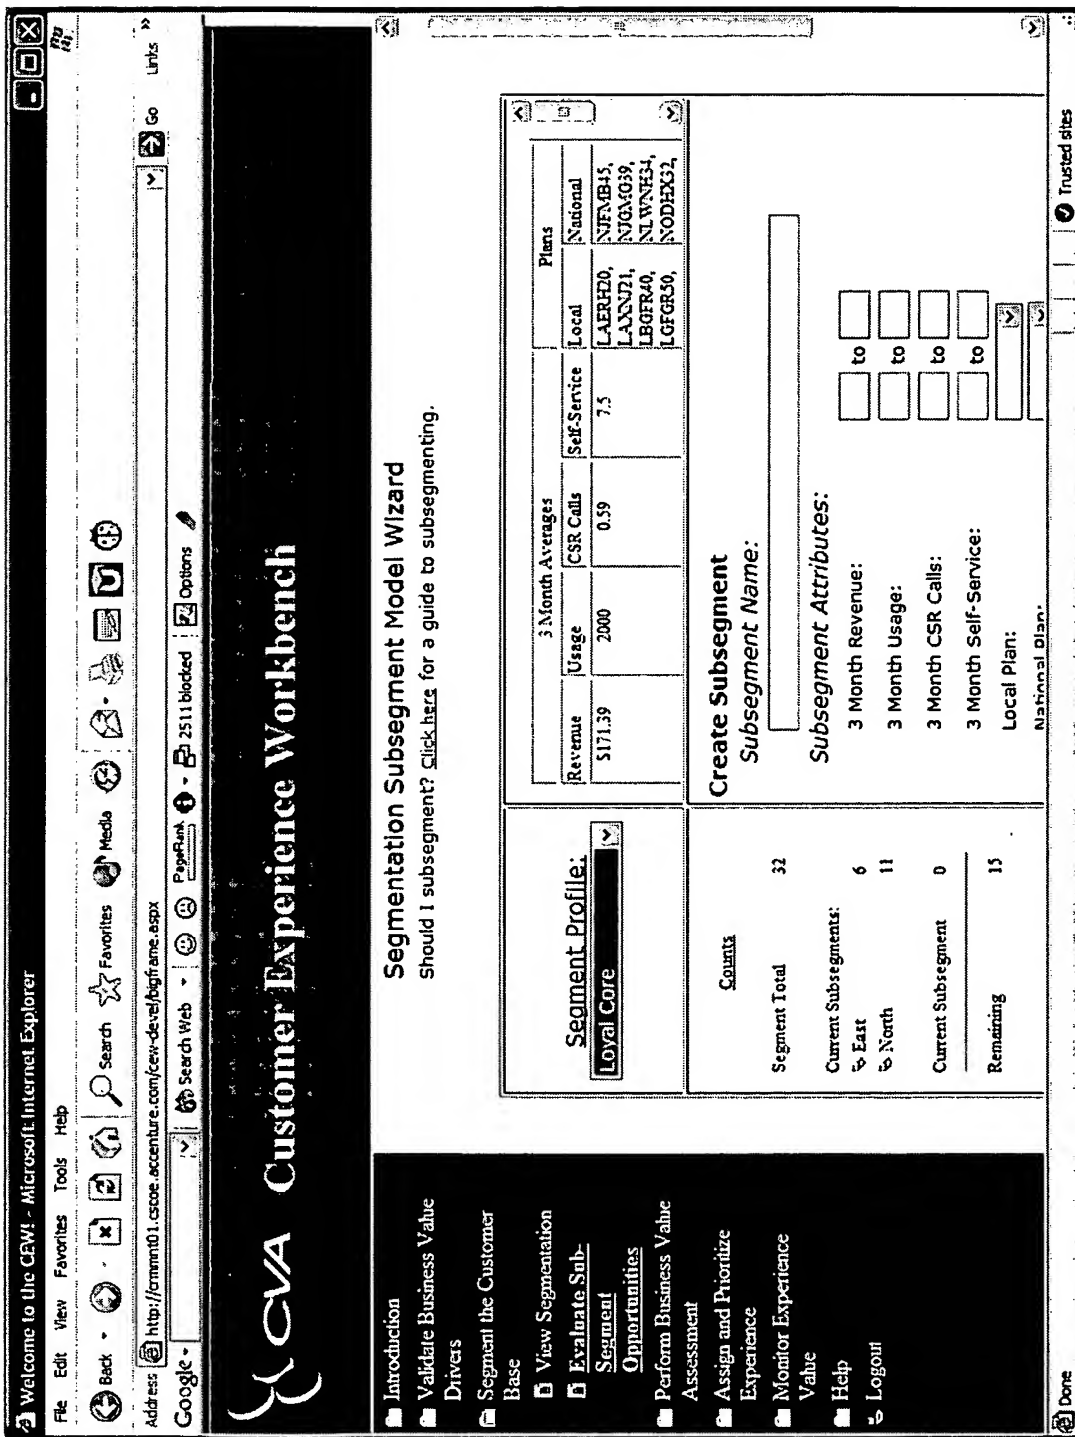 Welcome to the CEW! - Microsoft Internet Explorer
File Edit View Favorites Tools Help
Back Search Favorites Media
Address http://crmmnt01.cscoe.accenture.com/cew-devel/bigframe.aspx Go Links »
Google Search Web PageRank 2511 blocked Options
CVA Customer Experience Workbench
Introduction
Validate Business Value
Drivers
Segment the Customer
Base
View Segmentation
Evaluate Sub-
Segment
Opportunities
Perform Business Value
Assessment
Assign and Prioritize
Experience
Monitor Experience
Value
Help
Logout
Segmentation Subsegment Model Wizard
Should I subsegment? Click here for a guide to subsegmenting.
Segment Profile:
Loyal Core
3 Month Averages Plans
Revenue Usage CSR Calls Self-Service Local National
$171.39 2000 0.59 7.5 LAERH20, NJFMB45,
LAXNJ21, NJGMG39,
LBGFR40, NLWNH34,
LGFGR50, NODHX32,
Counts
Segment Total 32
Current Subsegments:
East 6
North 11
Current Subsegment 0
Remaining 15
Create Subsegment
Subsegment Name:
Subsegment Attributes:
3 Month Revenue: to
3 Month Usage: to
3 Month CSR Calls: to
3 Month Self-Service: to
Local Plan:
National Plan:
Done Trusted sites